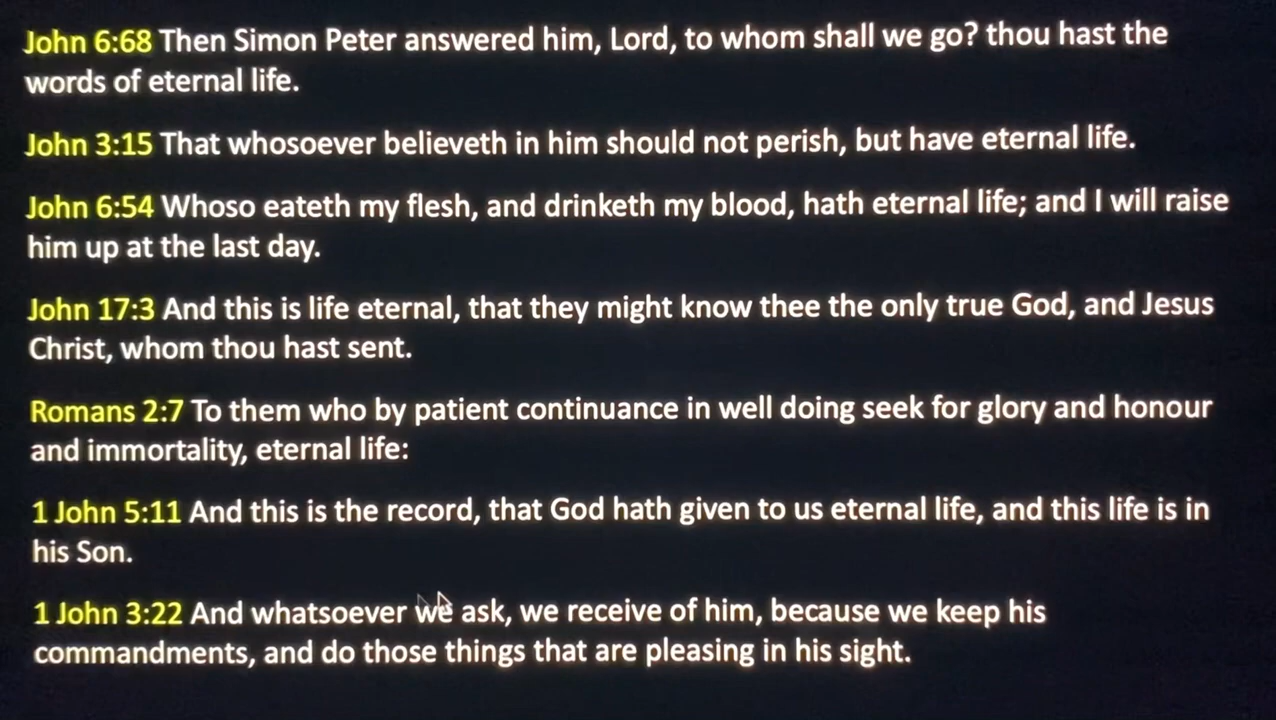 John 6:68 Then Simon Peter answered him, Lord, to whom shall we go? thou hast the
words of eternal life.
John 3:15 That whosoever believeth in him should not perish, but have eternal life.
John 6:54 Whoso eateth my flesh, and drinketh my blood, hath eternal life; and I will raise
him up at the last day.
John 17:3 And this is life eternal, that they might know thee the only true God, and Jesus
Christ, whom thou hast sent.
Romans 2:7 To them who by patient continuance in well doing seek for glory and honour
and immortality, eternal life:
1 John 5:11 And this is the record, that God hath given to us eternal life, and this life is in
his Son.
1 John 3:22 And whatsoever we ask, we receive of him, because we keep his
commandments, and do those things that are pleasing in his sight.